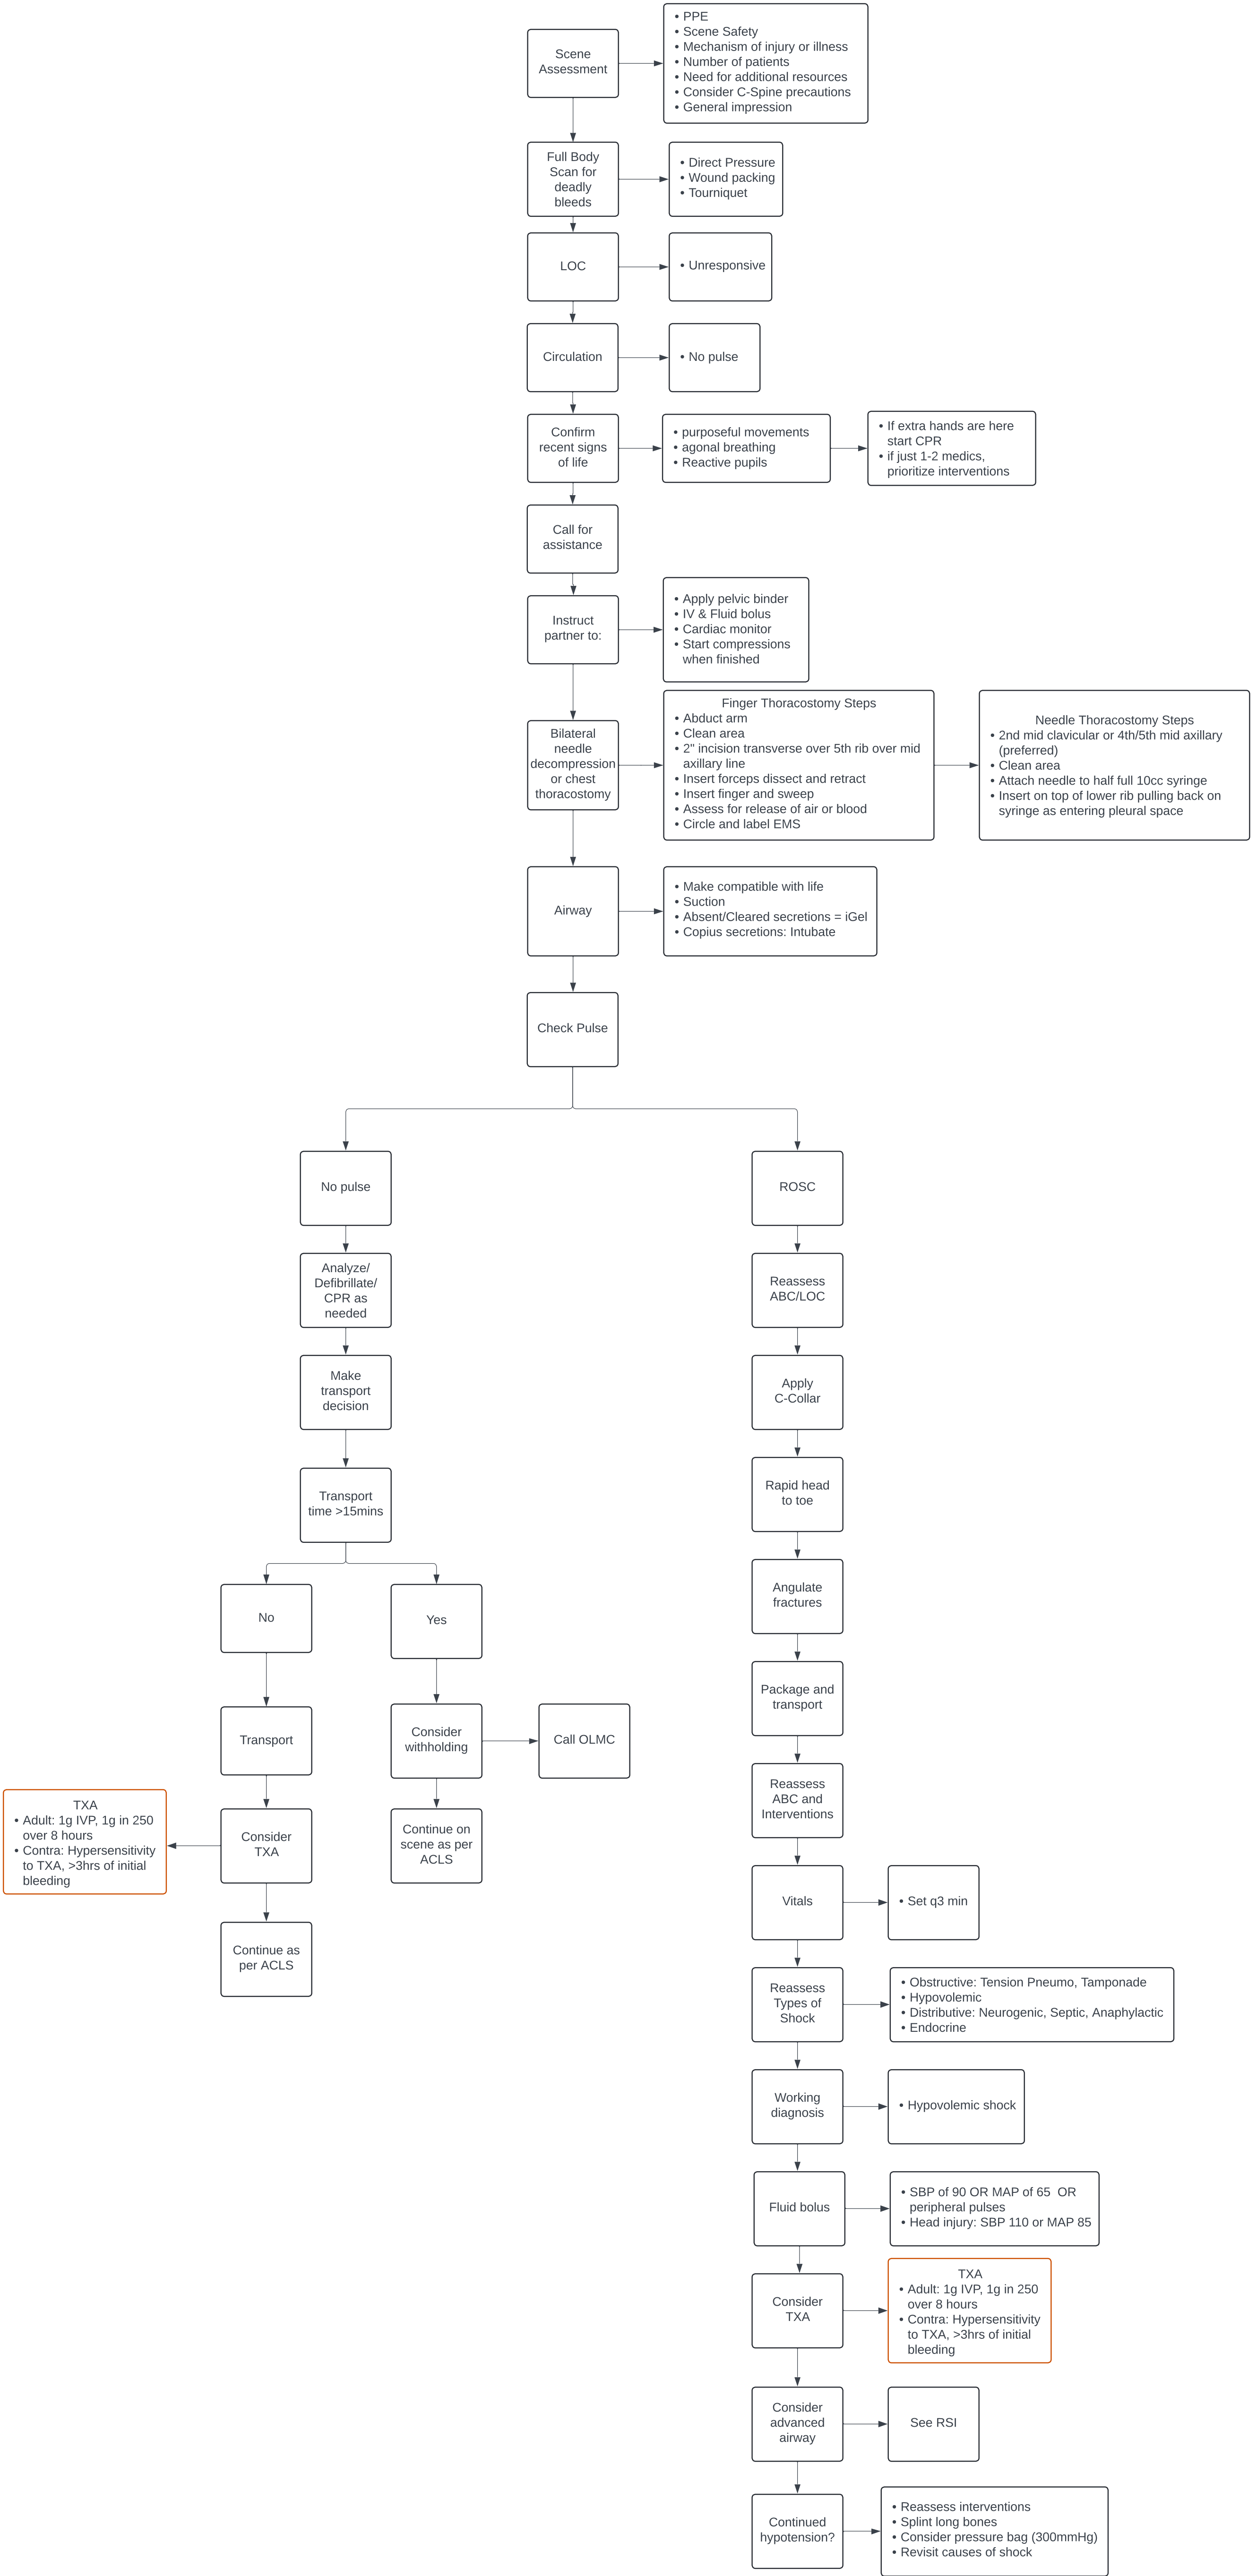 Scene
Assessment
• PPE
• Scene Safety
• Mechanism of injury or illness
• Number of patients
• Need for additional resources
• Consider C-Spine precautions
• General impression
Full Body
Scan for
deadly
bleeds
• Direct Pressure
• Wound packing
• Tourniquet
LOC
• Unresponsive
Circulation
• No pulse
Confirm
recent signs
of life
• purposeful movements
• agonal breathing
• Reactive pupils
• If extra hands are here
start CPR
• if just 1-2 medics,
prioritize interventions
Call for
assistance
Instruct
partner to:
• Apply pelvic binder
• IV & Fluid bolus
• Cardiac monitor
• Start compressions
when finished
Bilateral
needle
decompression
or chest
thoracostomy
Finger Thoracostomy Steps
• Abduct arm
• Clean area
• 2" incision transverse over 5th rib over mid
axillary line
• Insert forceps dissect and retract
• Insert finger and sweep
• Assess for release of air or blood
• Circle and label EMS
Needle Thoracostomy Steps
• 2nd mid clavicular or 4th/5th mid axillary
(preferred)
• Clean area
• Attach needle to half full 10cc syringe
• Insert on top of lower rib pulling back on
syringe as entering pleural space
Airway
• Make compatible with life
• Suction
• Absent/Cleared secretions = iGel
• Copius secretions: Intubate
Check Pulse
No pulse
Analyze/
Defibrillate/
CPR as
needed
Make
transport
decision
Transport
time >15mins
No
Transport
Consider
TXA
TXA
• Adult: 1g IVP, 1g in 250
over 8 hours
• Contra: Hypersensitivity
to TXA, >3hrs of initial
bleeding
Continue as
per ACLS
Yes
Consider
withholding
Call OLMC
Continue on
scene as per
ACLS
ROSC
Reassess
ABC/LOC
Apply
C-Collar
Rapid head
to toe
Angulate
fractures
Package and
transport
Reassess
ABC and
Interventions
Vitals
• Set q3 min
Reassess
Types of
Shock
• Obstructive: Tension Pneumo, Tamponade
• Hypovolemic
• Distributive: Neurogenic, Septic, Anaphylactic
• Endocrine
Working
diagnosis
• Hypovolemic shock
Fluid bolus
• SBP of 90 OR MAP of 65 OR
peripheral pulses
• Head injury: SBP 110 or MAP 85
Consider
TXA
TXA
• Adult: 1g IVP, 1g in 250
over 8 hours
• Contra: Hypersensitivity
to TXA, >3hrs of initial
bleeding
Consider
advanced
airway
See RSI
Continued
hypotension?
• Reassess interventions
• Splint long bones
• Consider pressure bag (300mmHg)
• Revisit causes of shock